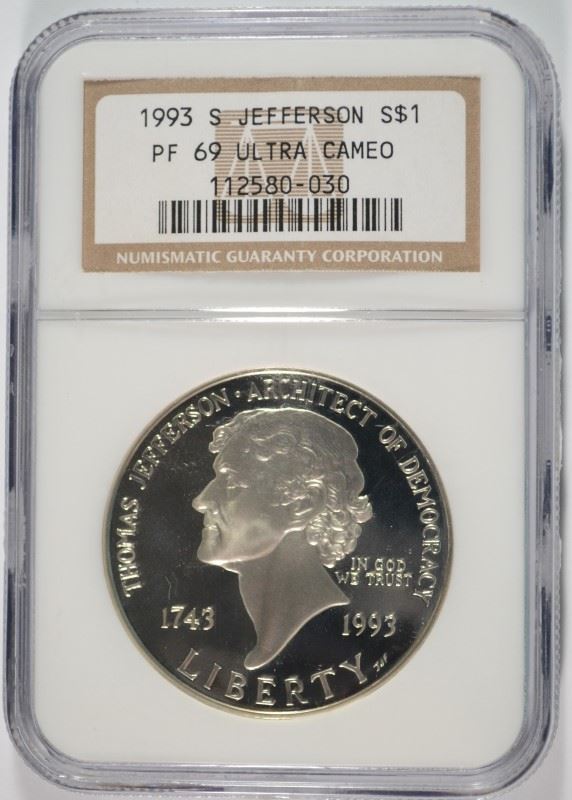 1993 S JEFFERSON S$1
PF 69 ULTRA CAMEO
112580-030
NUMISMATIC GUARANTY CORPORATION
THOMAS JEFFERSON · ARCHITECT OF DEMOCRACY
IN GOD
WE TRUST
1743
1993
LIBERTY